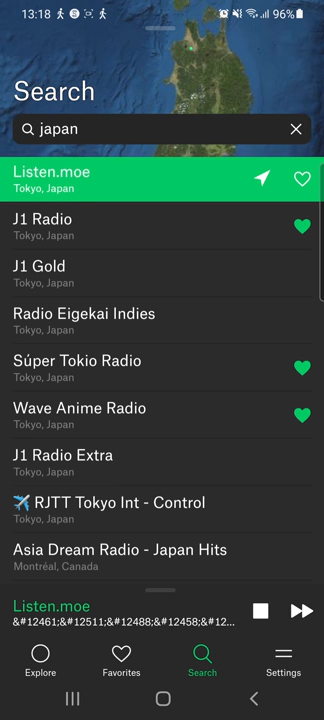 13:18
96%
Search
japan
Listen.moe
Tokyo, Japan
J1 Radio
Tokyo, Japan
J1 Gold
Tokyo, Japan
Radio Eigekai Indies
Tokyo, Japan
Súper Tokio Radio
Tokyo, Japan
Wave Anime Radio
Tokyo, Japan
J1 Radio Extra
Tokyo, Japan
✈️ RJTT Tokyo Int - Control
Tokyo, Japan
Asia Dream Radio - Japan Hits
Montréal, Canada
Listen.moe
&#12461;&#12511;&#12488;&#12458;&#12...
Explore
Favorites
Search
Settings